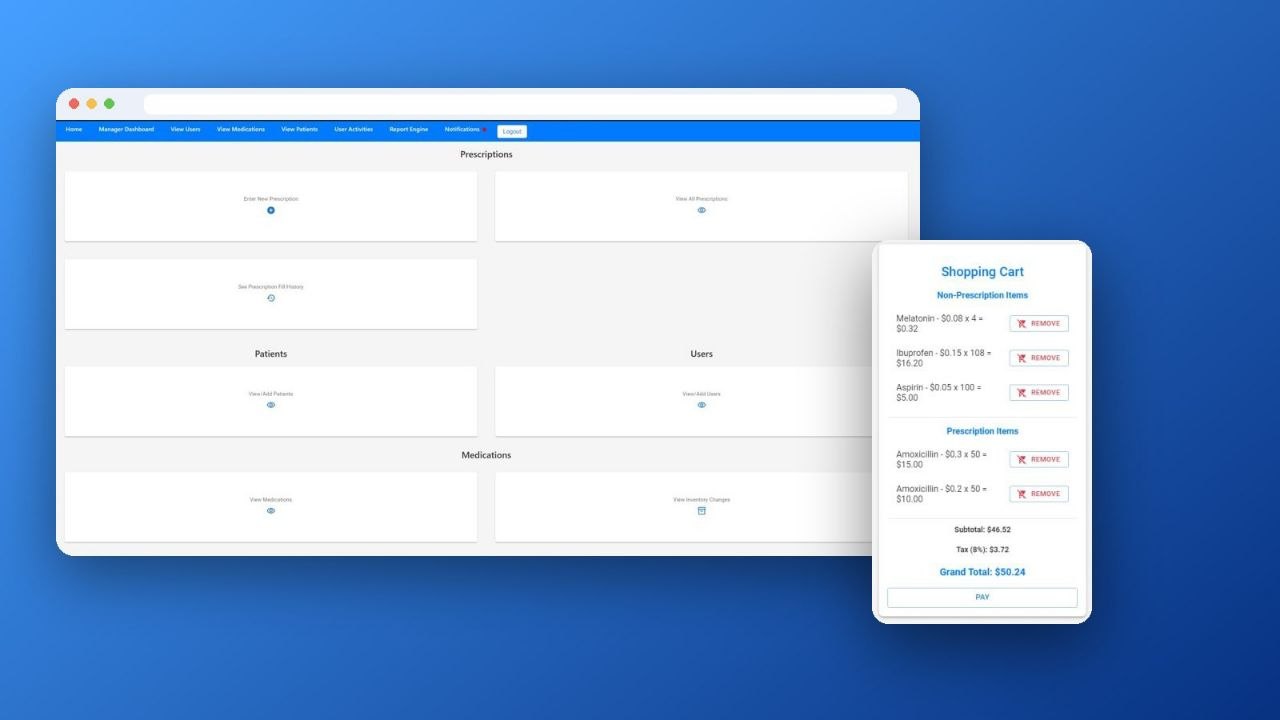 Home Manager Dashboard View Users View Medications View Patients User Activities Report Engine Notifications Logout
Prescriptions
Enter New Prescription
View All Prescriptions
See Prescription Fill History
Patients
Users
View/Add Patients
View/Add Users
Medications
View Medications
View Inventory Changes
Shopping Cart
Non-Prescription Items
Melatonin - $0.08 x 4 =
$0.32
REMOVE
Ibuprofen - $0.15 x 108 =
$16.20
REMOVE
Aspirin - $0.05 x 100 =
$5.00
REMOVE
Prescription Items
Amoxicillin - $0.3 x 50 =
$15.00
REMOVE
Amoxicillin - $0.2 x 50 =
$10.00
REMOVE
Subtotal: $46.52
Tax (8%): $3.72
Grand Total: $50.24
PAY